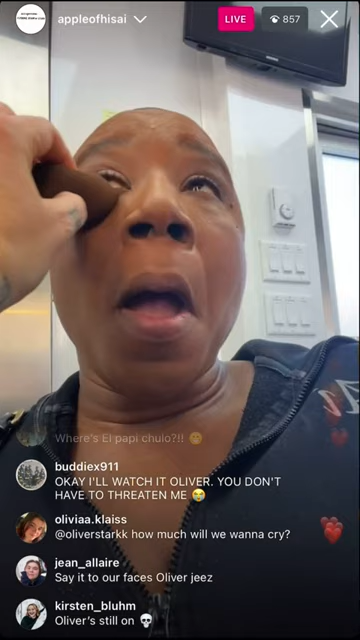 appleofhisai
LIVE
857
Where's El papi chulo?!!
buddiex911
OKAY I'LL WATCH IT OLIVER. YOU DON'T
HAVE TO THREATEN ME 😭
oliviaa.klaiss
@oliverstarkk how much will we wanna cry?
jean_allaire
Say it to our faces Oliver jeez
kirsten_bluhm
Oliver's still on 💀